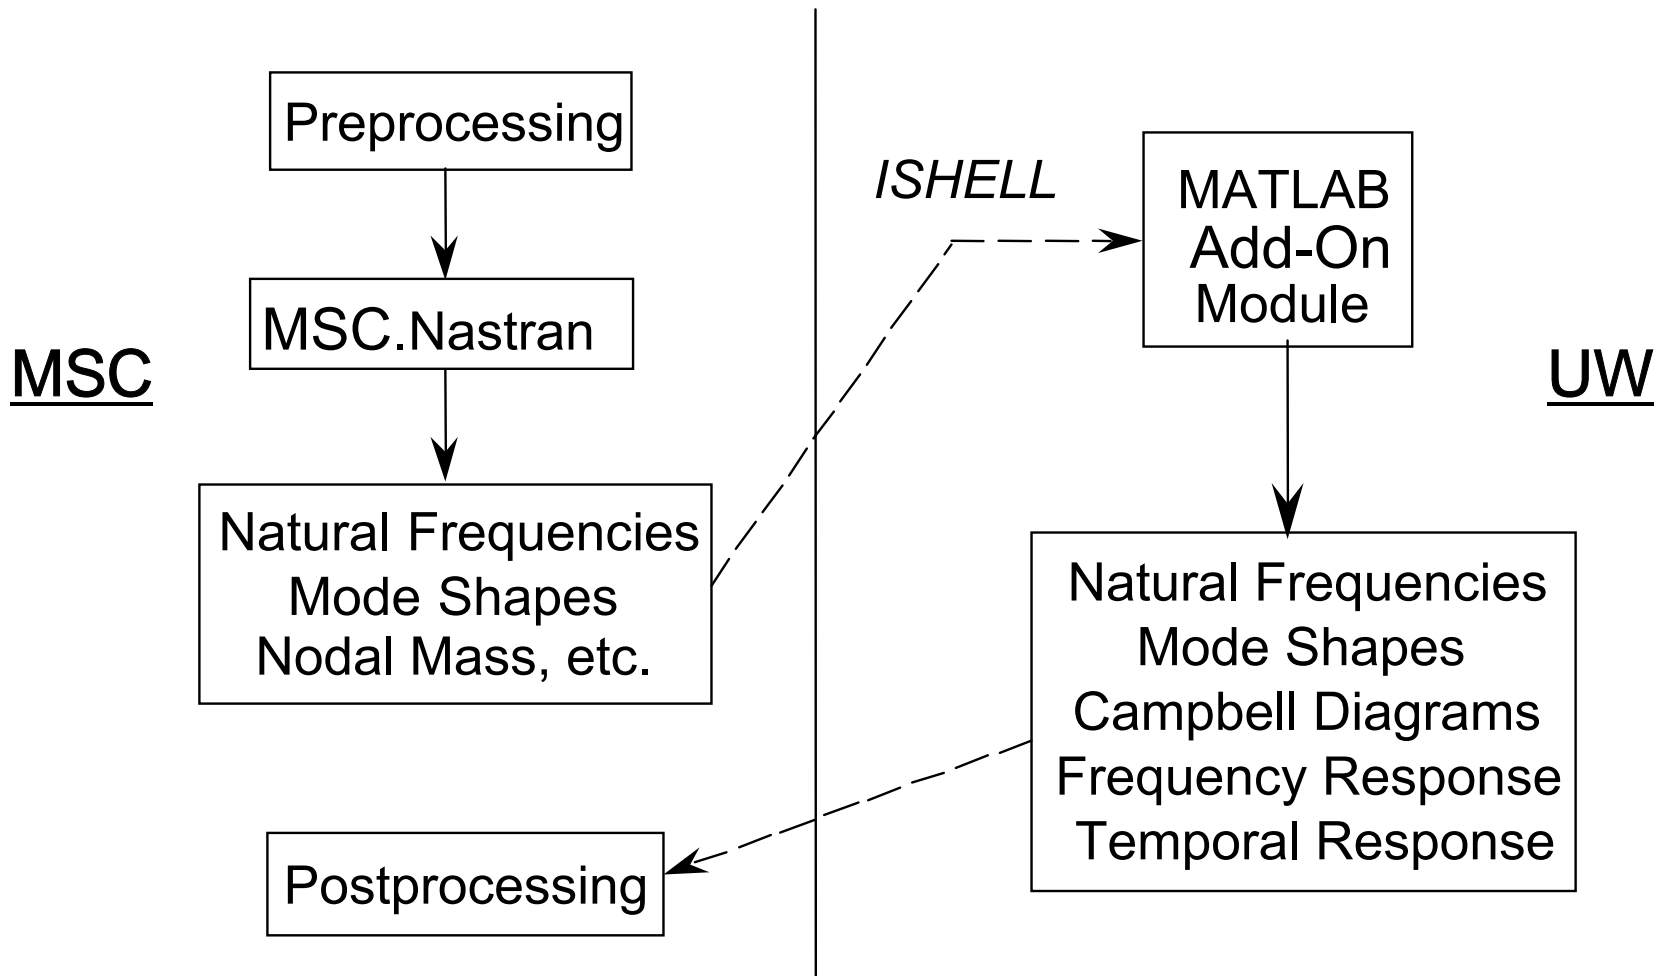 Preprocessing
MSC.Nastran
MSC
Natural Frequencies
Mode Shapes
Nodal Mass, etc.
Postprocessing
ISHELL
MATLAB
Add-On
Module
UW
Natural Frequencies
Mode Shapes
Campbell Diagrams
Frequency Response
Temporal Response